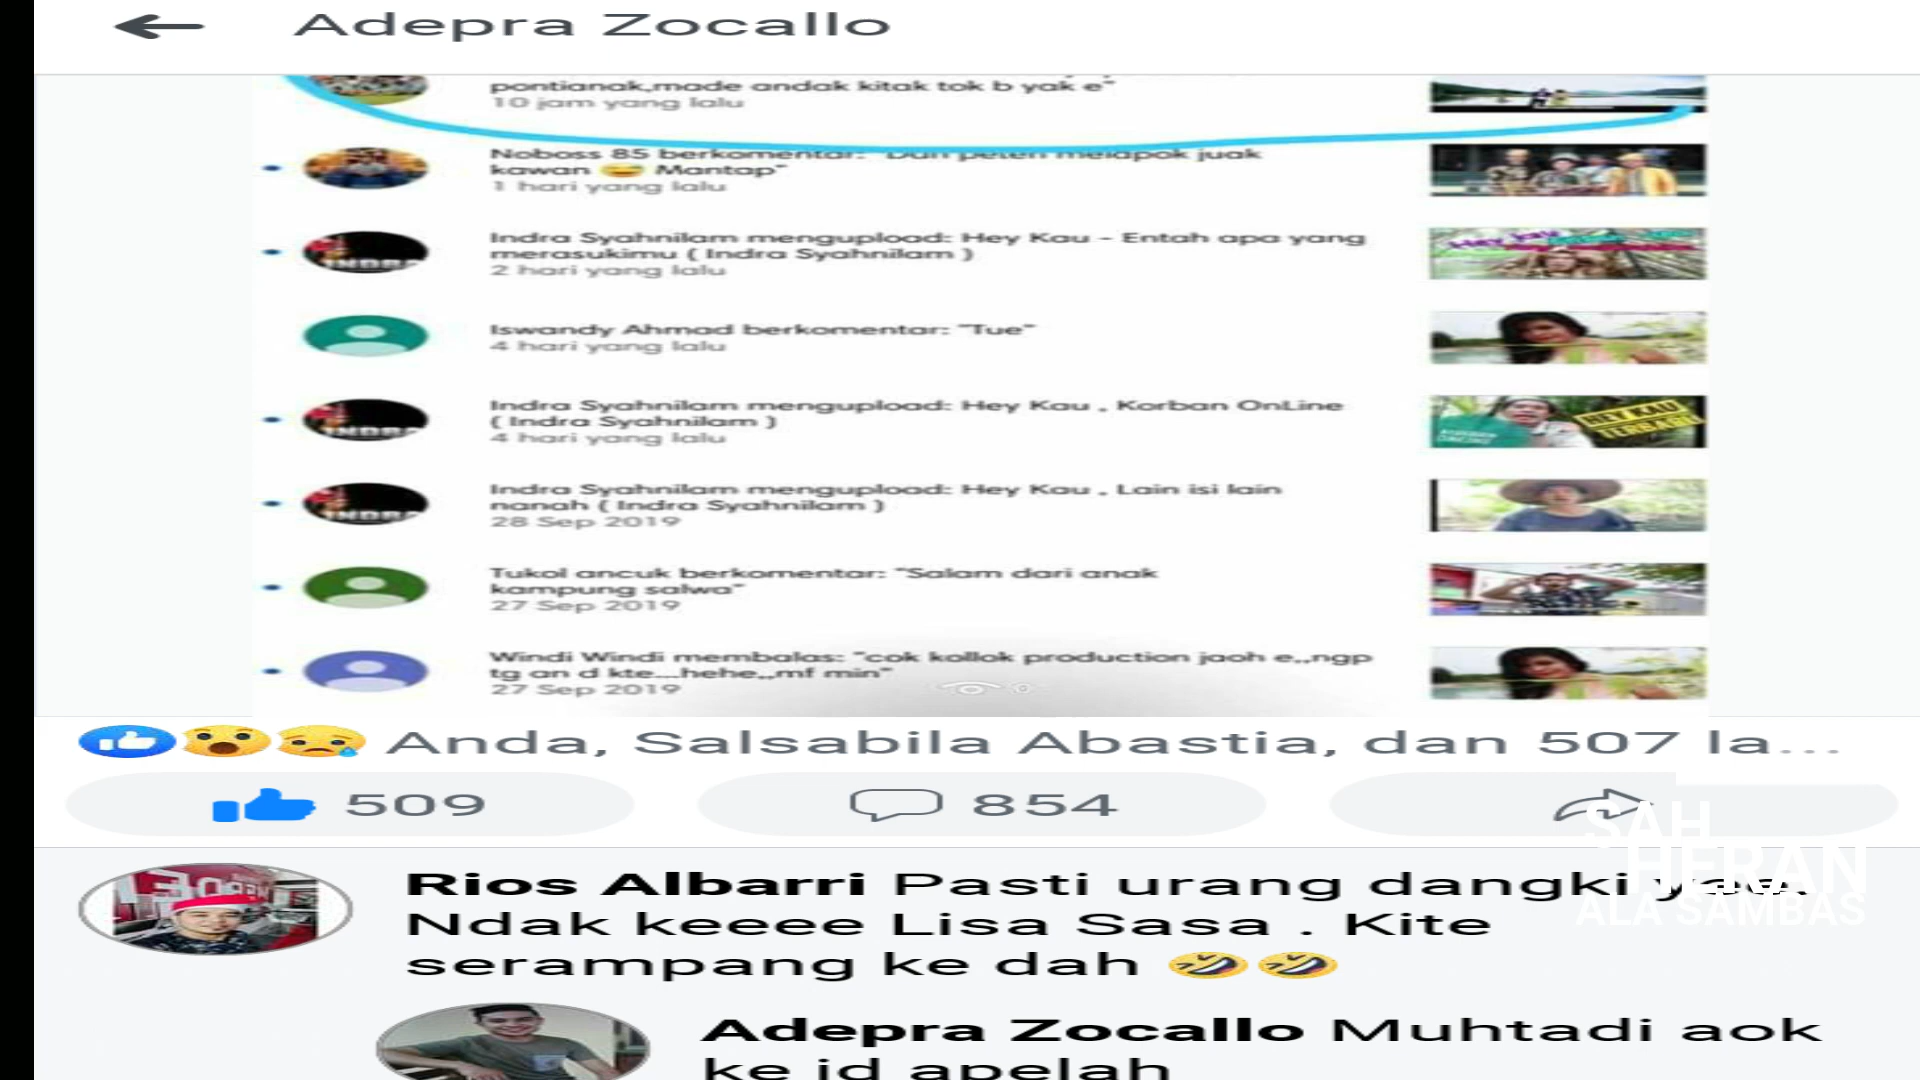 Adepra Zocallo
pontianak,made andak kitak tok b yak e"
10 jam yang lalu
Noboss 85 berkomentar: "Dun peten melapok juak
kawan 😅 Mantap"
1 hari yang lalu
Indra Syahnilam mengupload: Hey Kau - Entah apa yang
merasukimu ( Indra Syahnilam )
2 hari yang lalu
Iswandy Ahmad berkomentar: "Tue"
4 hari yang lalu
Indra Syahnilam mengupload: Hey Kau , Korban OnLine
( Indra Syahnilam )
4 hari yang lalu
HEY KAU
TERBARU
Indra Syahnilam mengupload: Hey Kau , Lain isi lain
nanah ( Indra Syahnilam )
28 Sep 2019
Tukol ancuk berkomentar: "Salam dari anak
kampung salwa"
27 Sep 2019
Windi Windi membalas: "cok kollok production jaoh e,,ngp
tg an d kte...hehe,,mf min"
27 Sep 2019
Anda, Salsabila Abastia, dan 507 la...
509
854
SAH
HERAN
ALA SAMBAS
Rios Albarri Pasti urang dangki yae.
Ndak keeee Lisa Sasa . Kite
serampang ke dah 🤣🤣
Adepra Zocallo Muhtadi aok
ke id apelah